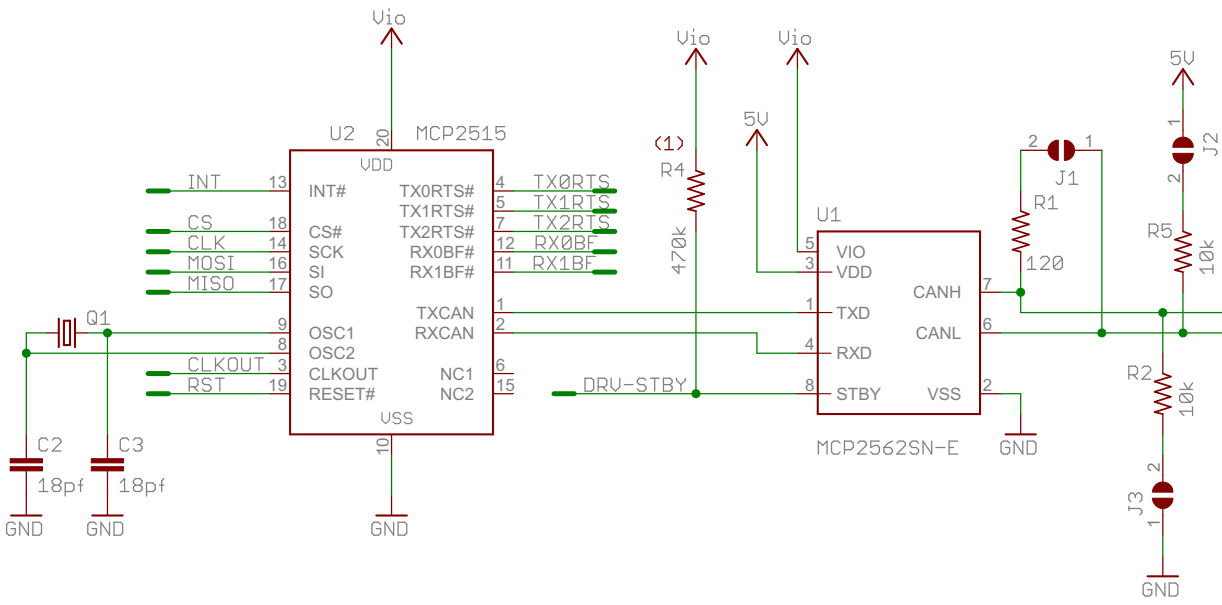 Vio
Vio
Vio
5V
1
J2
2
5V
(1)
R4
470k
2
1
J1
R1
120
R5
10k
U2
MCP2515
20
VDD
INT
13
INT#
TX0RTS#
4
TX0RTS
TX1RTS#
5
TX1RTS
CS
18
CS#
TX2RTS#
7
TX2RTS
CLK
14
SCK
RX0BF#
12
RX0BF
MOSI
16
SI
RX1BF#
11
RX1BF
MISO
17
SO
TXCAN
1
Q1
9
OSC1
RXCAN
2
8
OSC2
CLKOUT
3
CLKOUT
NC1
6
RST
19
RESET#
NC2
15
VSS
10
GND
DRV-STBY
U1
5
VIO
3
VDD
CANH
7
1
TXD
CANL
6
4
RXD
8
STBY
VSS
2
MCP2562SN-E
GND
R2
10k
2
J3
1
GND
C2
18pf
GND
C3
18pf
GND